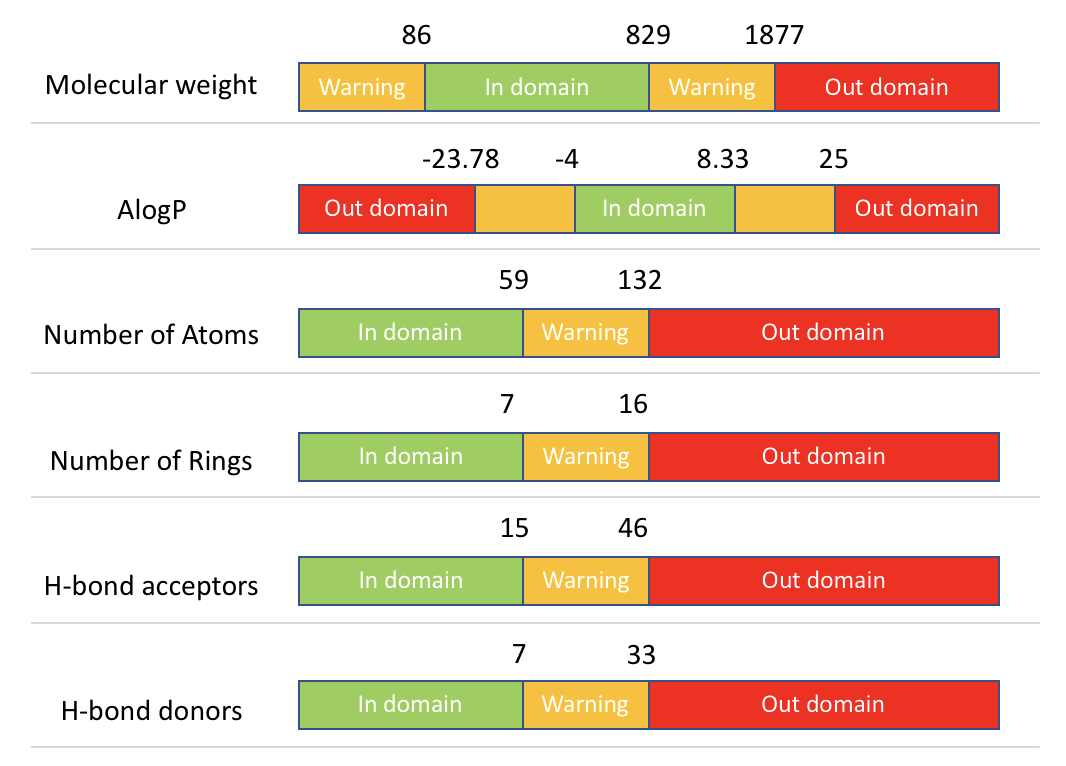 86 829 1877
Molecular weight Warning In domain Warning Out domain
-23.78 -4 8.33 25
AlogP Out domain In domain Out domain
59 132
Number of Atoms In domain Warning Out domain
7 16
Number of Rings In domain Warning Out domain
15 46
H-bond acceptors In domain Warning Out domain
7 33
H-bond donors In domain Warning Out domain